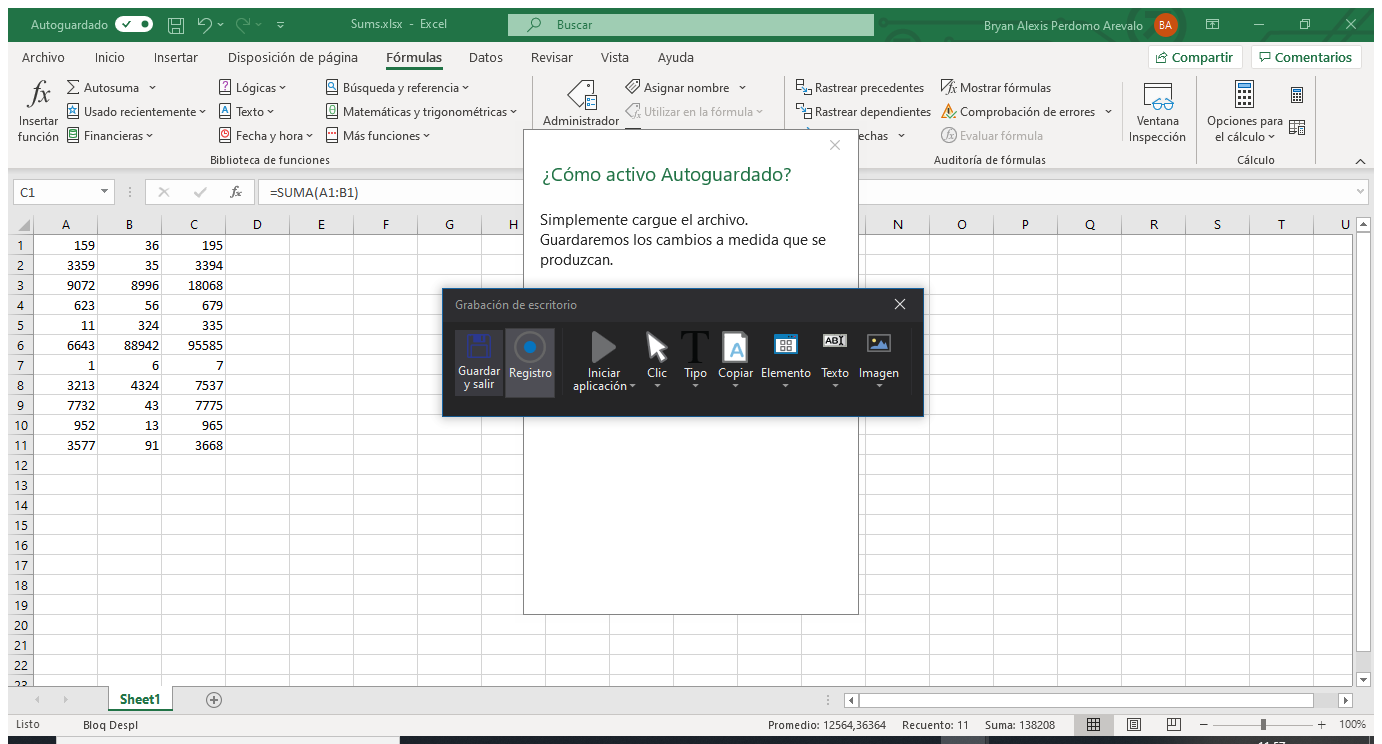 Autoguardado Sums.xlsx - Excel Buscar Bryan Alexis Perdomo Arevalo BA
Archivo Inicio Insertar Disposición de página Fórmulas Datos Revisar Vista Ayuda Compartir Comentarios
fx Insertar función
Autosuma
Usado recientemente
Financieras
Lógicas
Texto
Fecha y hora
Búsqueda y referencia
Matemáticas y trigonométricas
Más funciones
Biblioteca de funciones
Administrador
Asignar nombre
Utilizar en la fórmula
Rastrear precedentes
Rastrear dependientes
Mostrar fórmulas
Comprobación de errores
Evaluar fórmula
Auditoría de fórmulas
Ventana
Inspección
Opciones para
el cálculo
Cálculo
C1 fx =SUMA(A1:B1)
¿Cómo activo Autoguardado?
Simplemente cargue el archivo.
Guardaremos los cambios a medida que se
produzcan.
Grabación de escritorio
Guardar
y salir
Registro
Iniciar
aplicación
Clic
T
Tipo
A
Copiar
Elemento
AB
Texto
Imagen
A B C D E F G H N O P Q R S T U
1 159 36 195
2 3359 35 3394
3 9072 8996 18068
4 623 56 679
5 11 324 335
6 6643 88942 95585
7 1 6 7
8 3213 4324 7537
9 7732 43 7775
10 952 13 965
11 3577 91 3668
12
13
14
15
16
17
18
19
20
21
22
23
Sheet1
Listo Bloq Despl Promedio: 12564,36364 Recuento: 11 Suma: 138208 100%